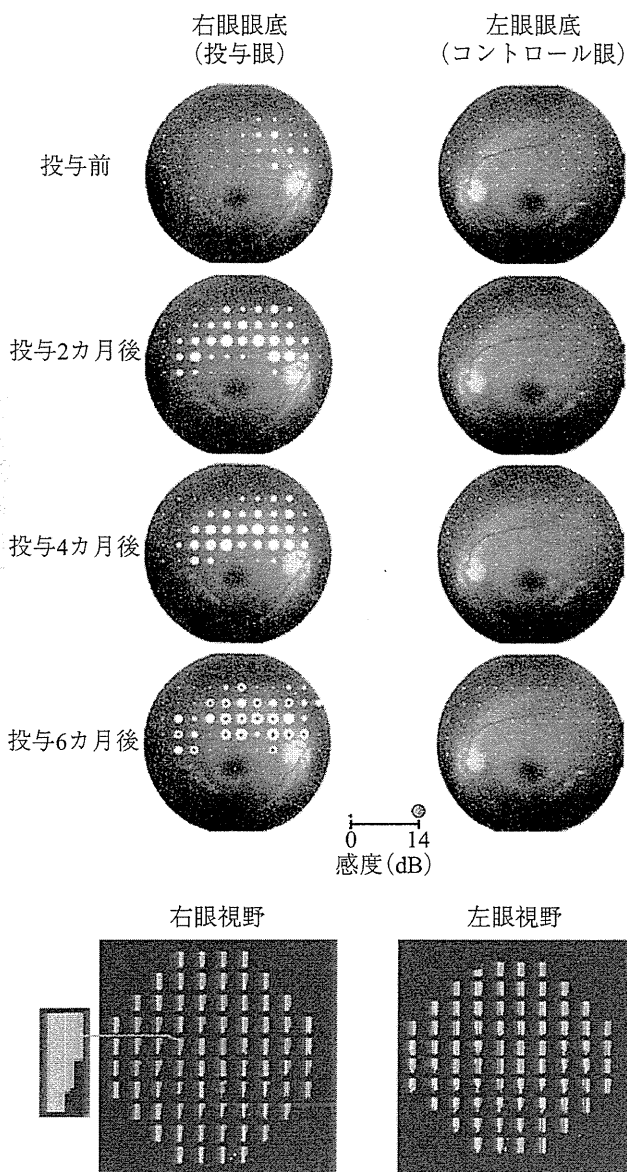 右眼眼底
(投与眼)
左眼眼底
(コントロール眼)
投与前
投与2カ月後
投与4カ月後
投与6カ月後
0 14
感度(dB)
右眼視野
左眼視野